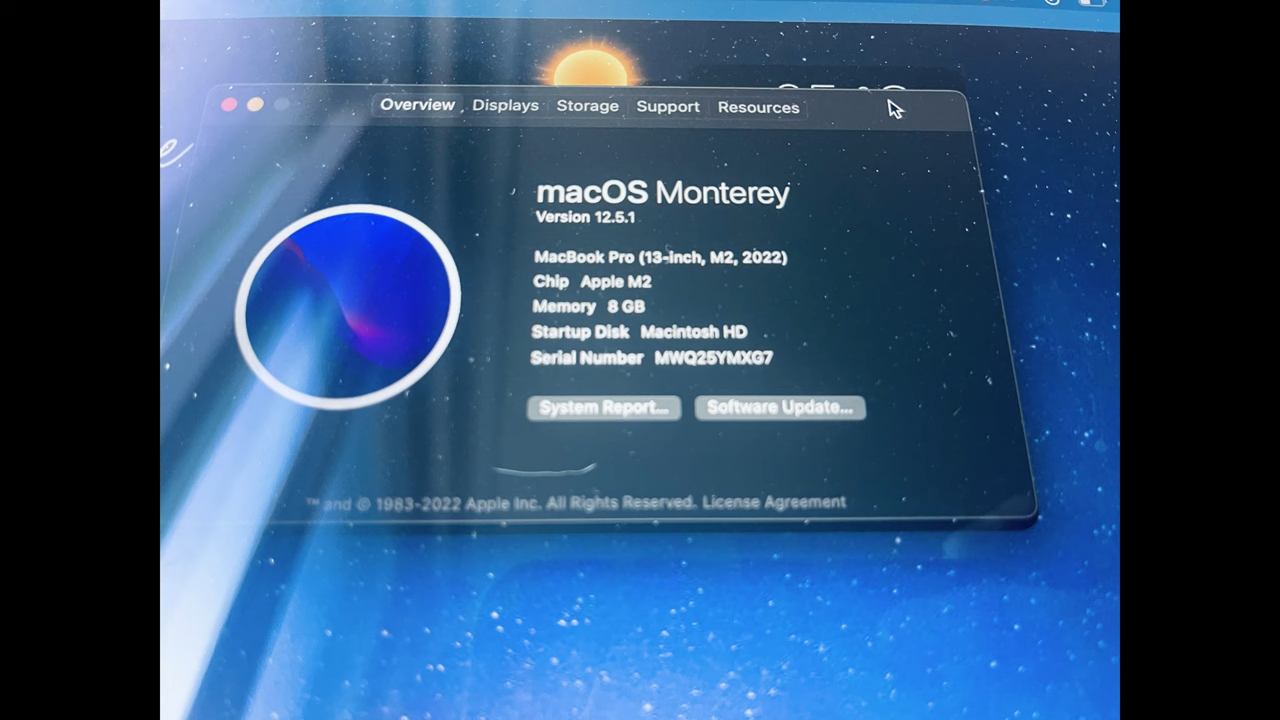 Overview Displays Storage Support Resources
macOS Monterey
Version 12.5.1
MacBook Pro (13-inch, M2, 2022)
Chip Apple M2
Memory 8 GB
Startup Disk Macintosh HD
Serial Number MWQ25YMXG7
System Report... Software Update...
™ and © 1983-2022 Apple Inc. All Rights Reserved. License Agreement